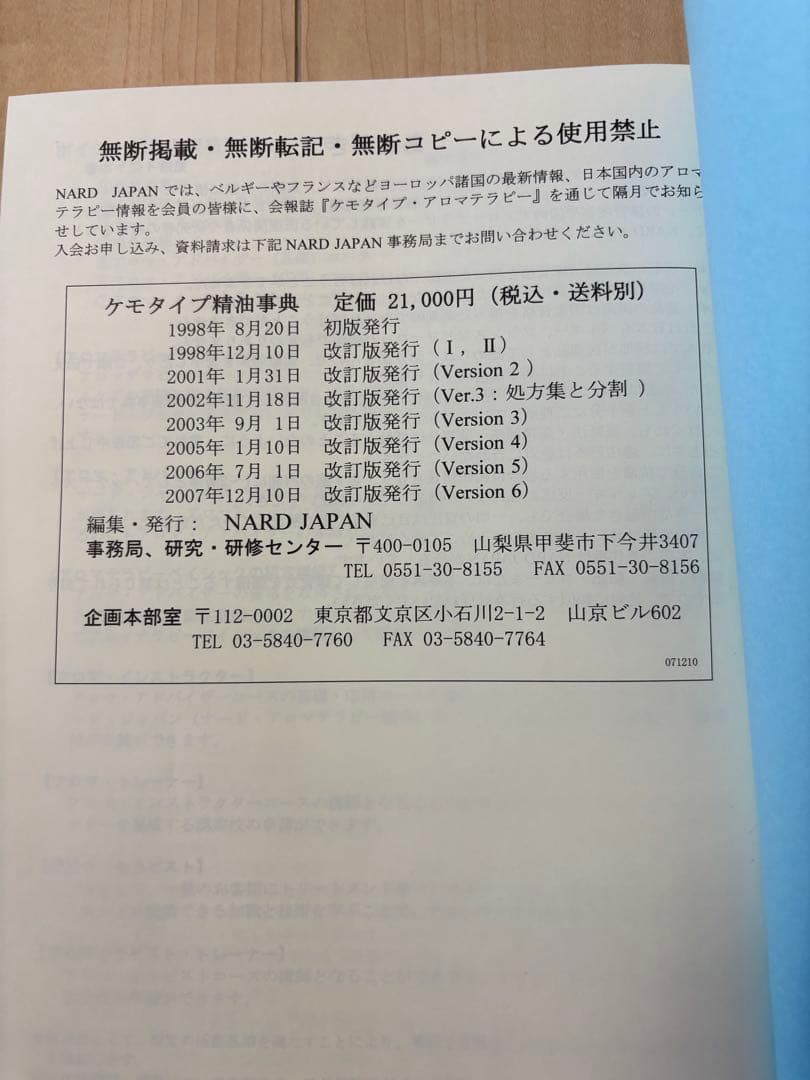 無断掲載・無断転記・無断コピーによる使用禁止
NARD JAPAN では、ベルギーやフランスなどヨーロッパ諸国の最新情報、日本国内のアロマ
テラピー情報を会員の皆様に、会報誌『ケモタイプ・アロマテラピー』を通じて隔月でお知ら
せしています。
入会お申し込み、資料請求は下記 NARD JAPAN 事務局までお問い合わせください。
ケモタイプ精油事典 定価 21,000円（税込・送料別）
1998年 8月20日 初版発行
1998年12月10日 改訂版発行（Ⅰ，Ⅱ）
2001年 1月31日 改訂版発行（Version 2 ）
2002年11月18日 改訂版発行（Ver.3：処方集と分割 ）
2003年 9月 1日 改訂版発行（Version 3）
2005年 1月10日 改訂版発行（Version 4）
2006年 7月 1日 改訂版発行（Version 5）
2007年12月10日 改訂版発行（Version 6）
編集・発行： NARD JAPAN
事務局、研究・研修センター 〒400-0105 山梨県甲斐市下今井3407
TEL 0551-30-8155 FAX 0551-30-8156
企画本部室 〒112-0002 東京都文京区小石川2-1-2 山京ビル602
TEL 03-5840-7760 FAX 03-5840-7764
071210